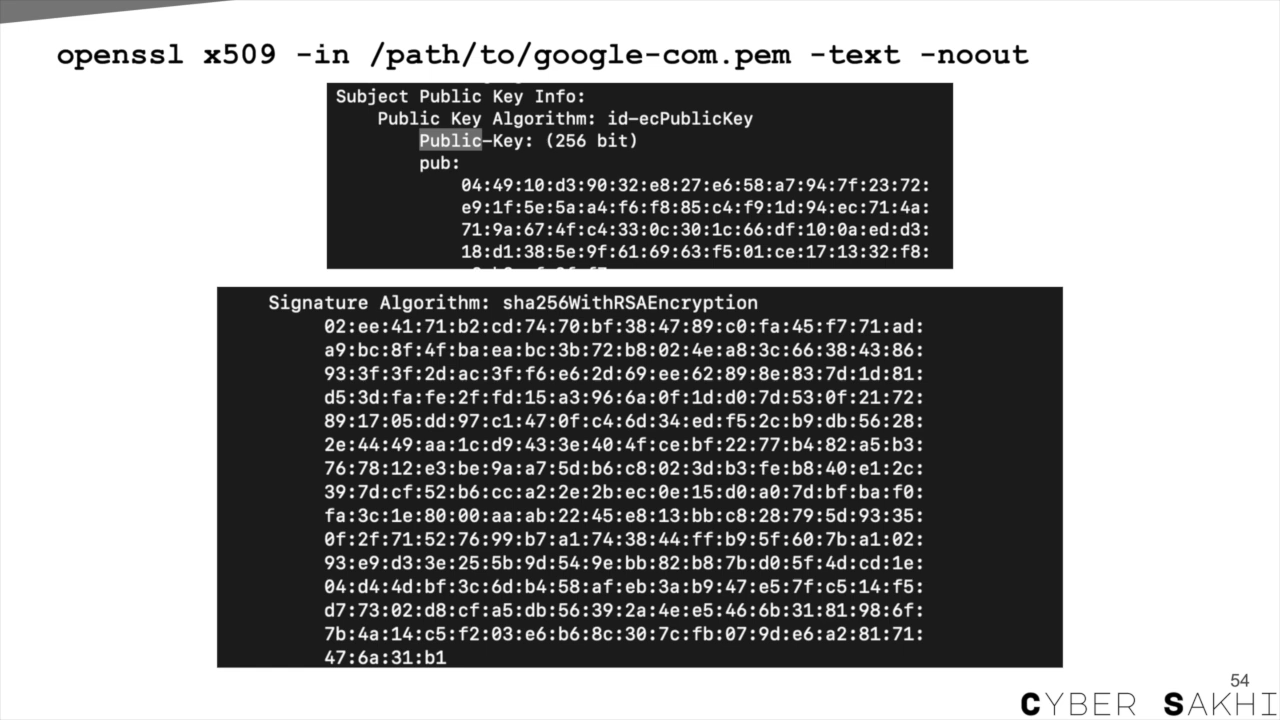 openssl x509 -in /path/to/google-com.pem -text -noout
Subject Public Key Info:
Public Key Algorithm: id-ecPublicKey
Public-Key: (256 bit)
pub:
04:49:10:d3:90:32:e8:27:e6:58:a7:94:7f:23:72:
e9:1f:5e:5a:a4:f6:f8:85:c4:f9:1d:94:ec:71:4a:
71:9a:67:4f:c4:33:0c:30:1c:66:df:10:0a:ed:d3:
18:d1:38:5e:9f:61:69:63:f5:01:ce:17:13:32:f8:
Signature Algorithm: sha256WithRSAEncryption
02:ee:41:71:b2:cd:74:70:bf:38:47:89:c0:fa:45:f7:71:ad:
a9:bc:8f:4f:ba:ea:bc:3b:72:b8:02:4e:a8:3c:66:38:43:86:
93:3f:3f:2d:ac:3f:f6:e6:2d:69:ee:62:89:8e:83:7d:1d:81:
d5:3d:fa:fe:2f:fd:15:a3:96:6a:0f:1d:d0:7d:53:0f:21:72:
89:17:05:dd:97:c1:47:0f:c4:6d:34:ed:f5:2c:b9:db:56:28:
2e:44:49:aa:1c:d9:43:3e:40:4f:ce:bf:22:77:b4:82:a5:b3:
76:78:12:e3:be:9a:a7:5d:b6:c8:02:3d:b3:fe:b8:40:e1:2c:
39:7d:cf:52:b6:cc:a2:2e:2b:ec:0e:15:d0:a0:7d:bf:ba:f0:
fa:3c:1e:80:00:aa:ab:22:45:e8:13:bb:c8:28:79:5d:93:35:
0f:2f:71:52:76:99:b7:a1:74:38:44:ff:b9:5f:60:7b:a1:02:
93:e9:d3:3e:25:5b:9d:54:9e:bb:82:b8:7b:d0:5f:4d:cd:1e:
04:d4:4d:bf:3c:6d:b4:58:af:eb:3a:b9:47:e5:7f:c5:14:f5:
d7:73:02:d8:cf:a5:db:56:39:2a:4e:e5:46:6b:31:81:98:6f:
7b:4a:14:c5:f2:03:e6:b6:8c:30:7c:fb:07:9d:e6:a2:81:71:
47:6a:31:b1
54
CYBER SAKHI